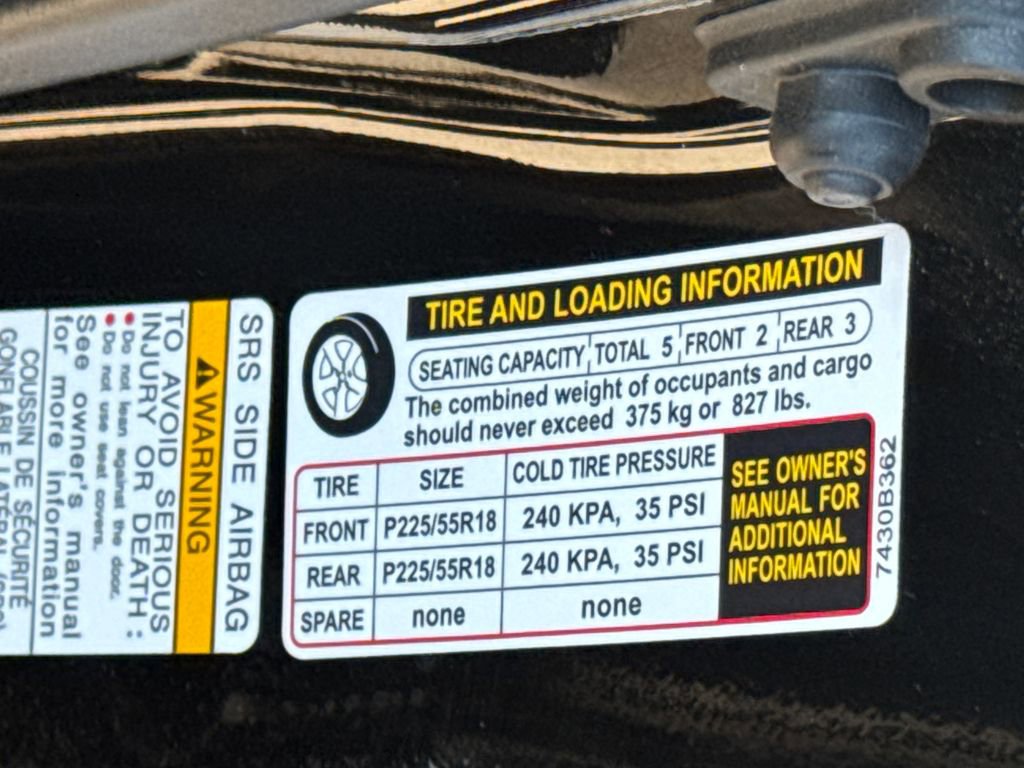 TIRE AND LOADING INFORMATION
SEATING CAPACITY TOTAL 5 FRONT 2 REAR 3
The combined weight of occupants and cargo
should never exceed 375 kg or 827 lbs.
TIRE SIZE COLD TIRE PRESSURE
FRONT P225/55R18 240 KPA, 35 PSI
REAR P225/55R18 240 KPA, 35 PSI
SPARE none none
SEE OWNER'S
MANUAL FOR
ADDITIONAL
INFORMATION
7430B362
SRS SIDE AIRBAG
WARNING
TO AVOID SERIOUS
INJURY OR DEATH :
• Do not lean against the door.
• Do not use seat covers.
See owner's manual
for more information
COUSSIN DE SÉCURITÉ
GONFLABLE LATÉRAL (SRS)